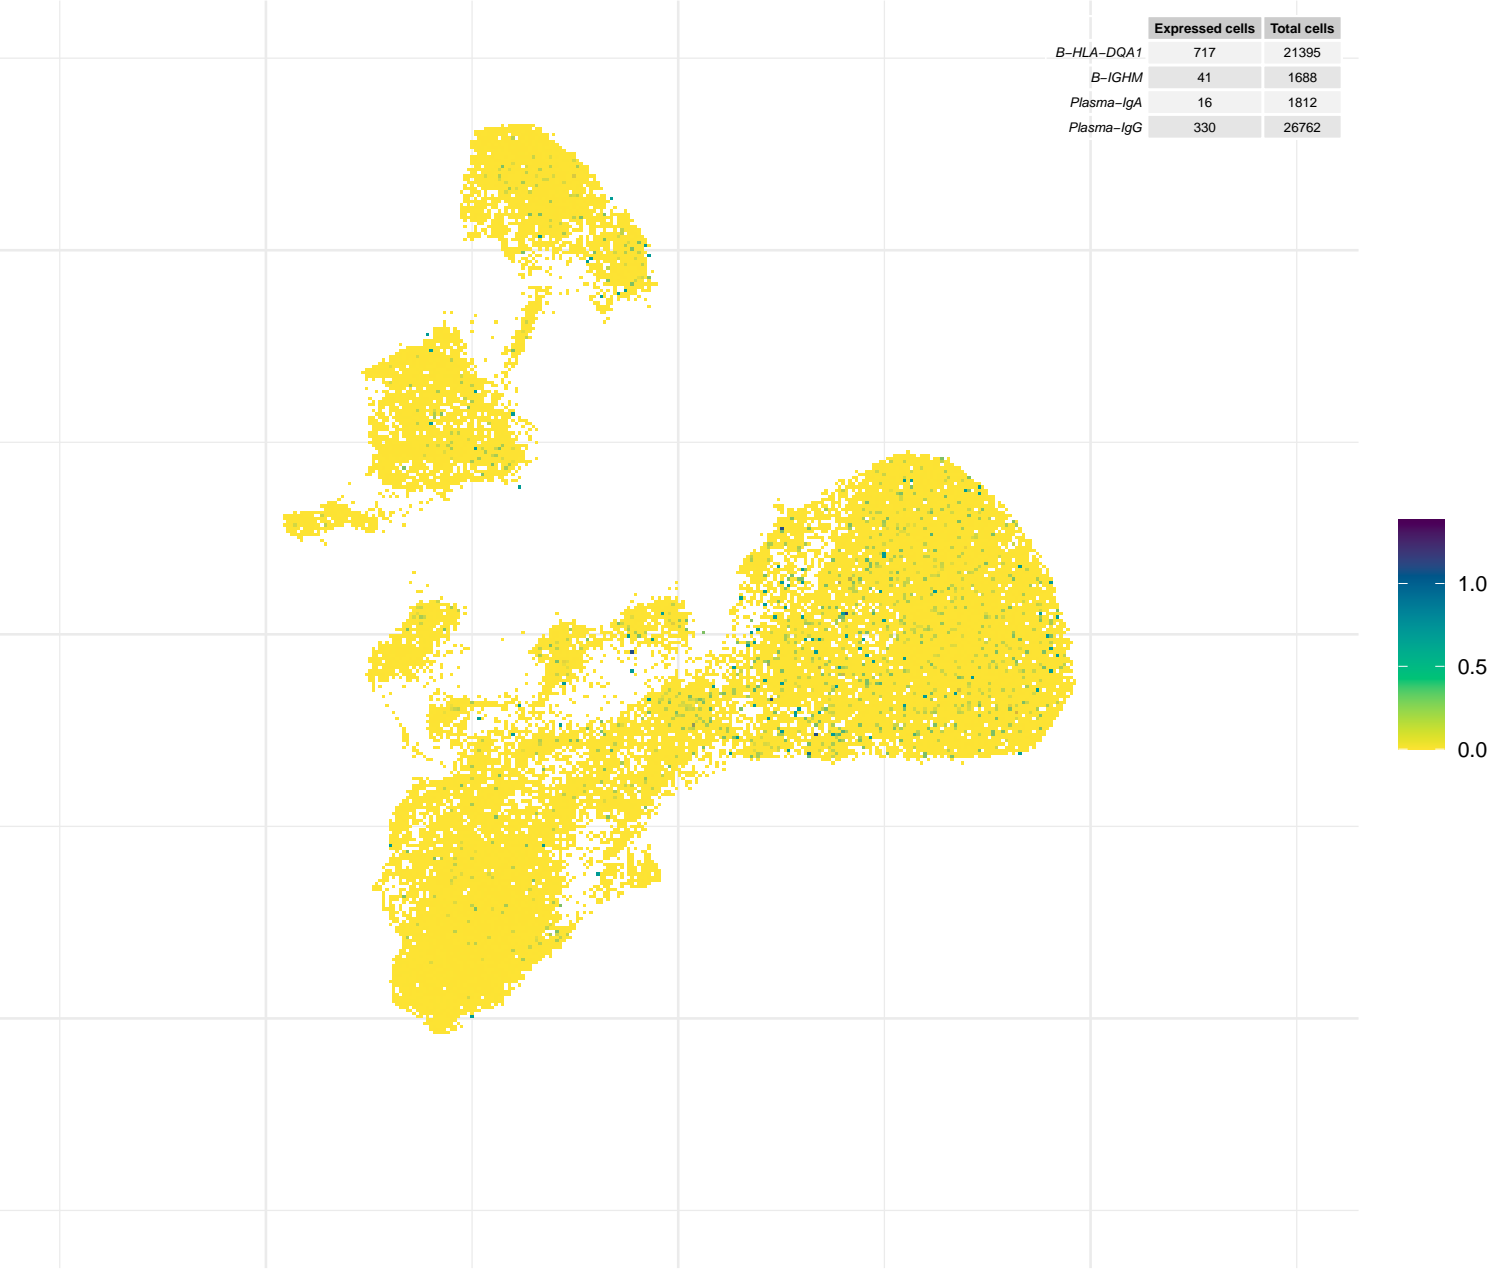 Expressed cells Total cells
B−HLA−DQA1 717 21395
B−IGHM 41 1688
Plasma−IgA 16 1812
Plasma−IgG 330 26762
1.0
0.5
0.0